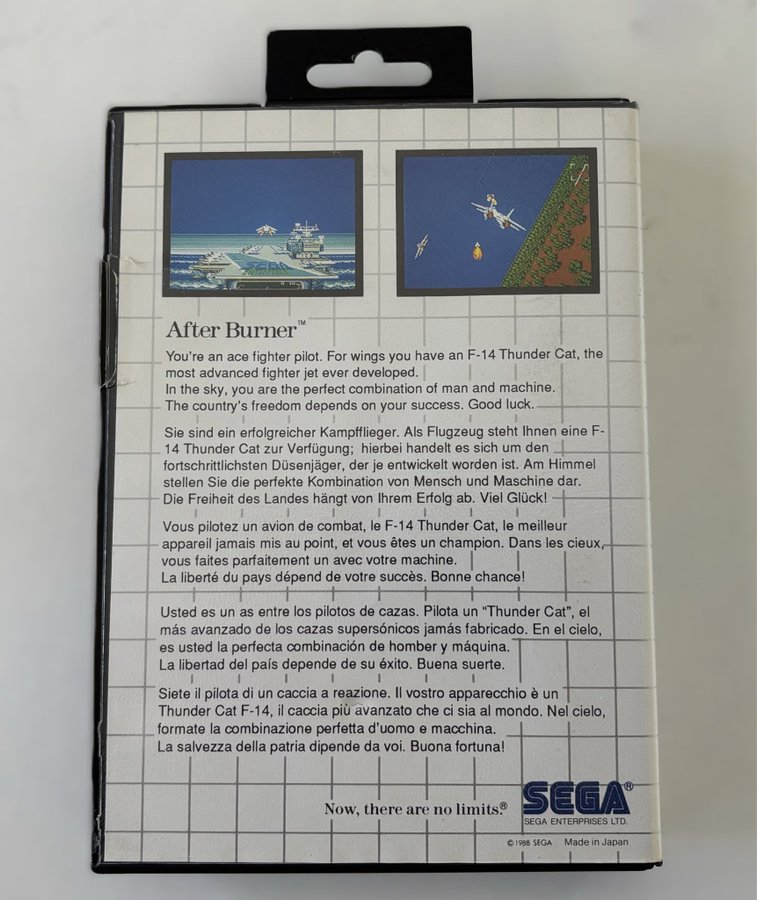 After Burner™
You're an ace fighter pilot. For wings you have an F-14 Thunder Cat, the
most advanced fighter jet ever developed.
In the sky, you are the perfect combination of man and machine.
The country's freedom depends on your success. Good luck.
Sie sind ein erfolgreicher Kampfflieger. Als Flugzeug steht Ihnen eine F-
14 Thunder Cat zur Verfügung; hierbei handelt es sich um den
fortschrittlichsten Düsenjäger, der je entwickelt worden ist. Am Himmel
stellen Sie die perfekte Kombination von Mensch und Maschine dar.
Die Freiheit des Landes hängt von Ihrem Erfolg ab. Viel Glück!
Vous pilotez un avion de combat, le F-14 Thunder Cat, le meilleur
appareil jamais mis au point, et vous êtes un champion. Dans les cieux,
vous faites parfaitement un avec votre machine.
La liberté du pays dépend de votre succès. Bonne chance!
Usted es un as entre los pilotos de cazas. Pilota un "Thunder Cat", el
más avanzado de los cazas supersónicos jamás fabricado. En el cielo,
es usted la perfecta combinación de homber y máquina.
La libertad del país depende de su éxito. Buena suerte.
Siete il pilota di un caccia a reazione. Il vostro apparecchio è un
Thunder Cat F-14, il caccia più avanzato che ci sia al mondo. Nel cielo,
formate la combinazione perfetta d'uomo e macchina.
La salvezza della patria dipende da voi. Buona fortuna!
Now, there are no limits.®
SEGA®
SEGA ENTERPRISES LTD.
©1988 SEGA Made in Japan